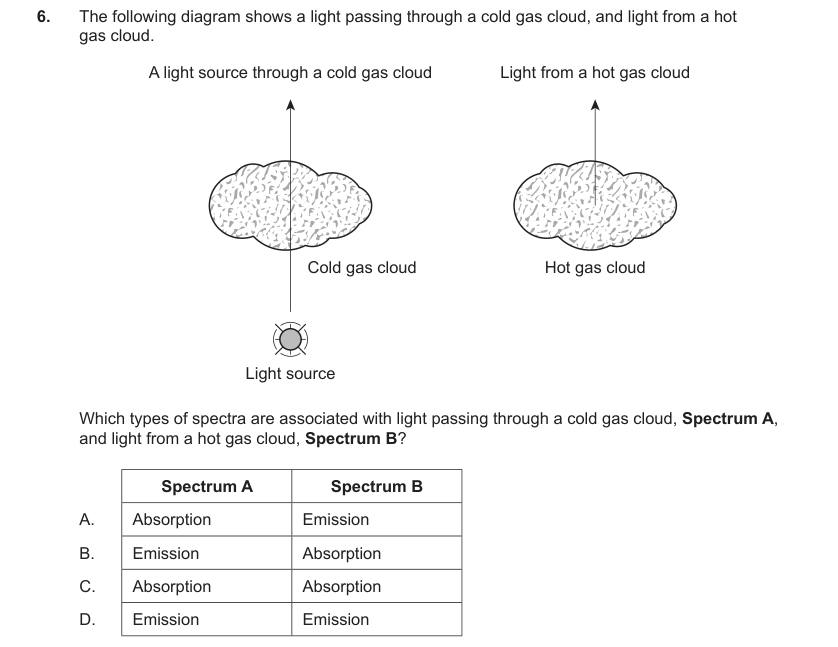 6. The following diagram shows a light passing through a cold gas cloud, and light from a hot
gas cloud.
A light source through a cold gas cloud Light from a hot gas cloud
Cold gas cloud Hot gas cloud
Light source
Which types of spectra are associated with light passing through a cold gas cloud, Spectrum A,
and light from a hot gas cloud, Spectrum B?
Spectrum A Spectrum B
A. Absorption Emission
B. Emission Absorption
C. Absorption Absorption
D. Emission Emission